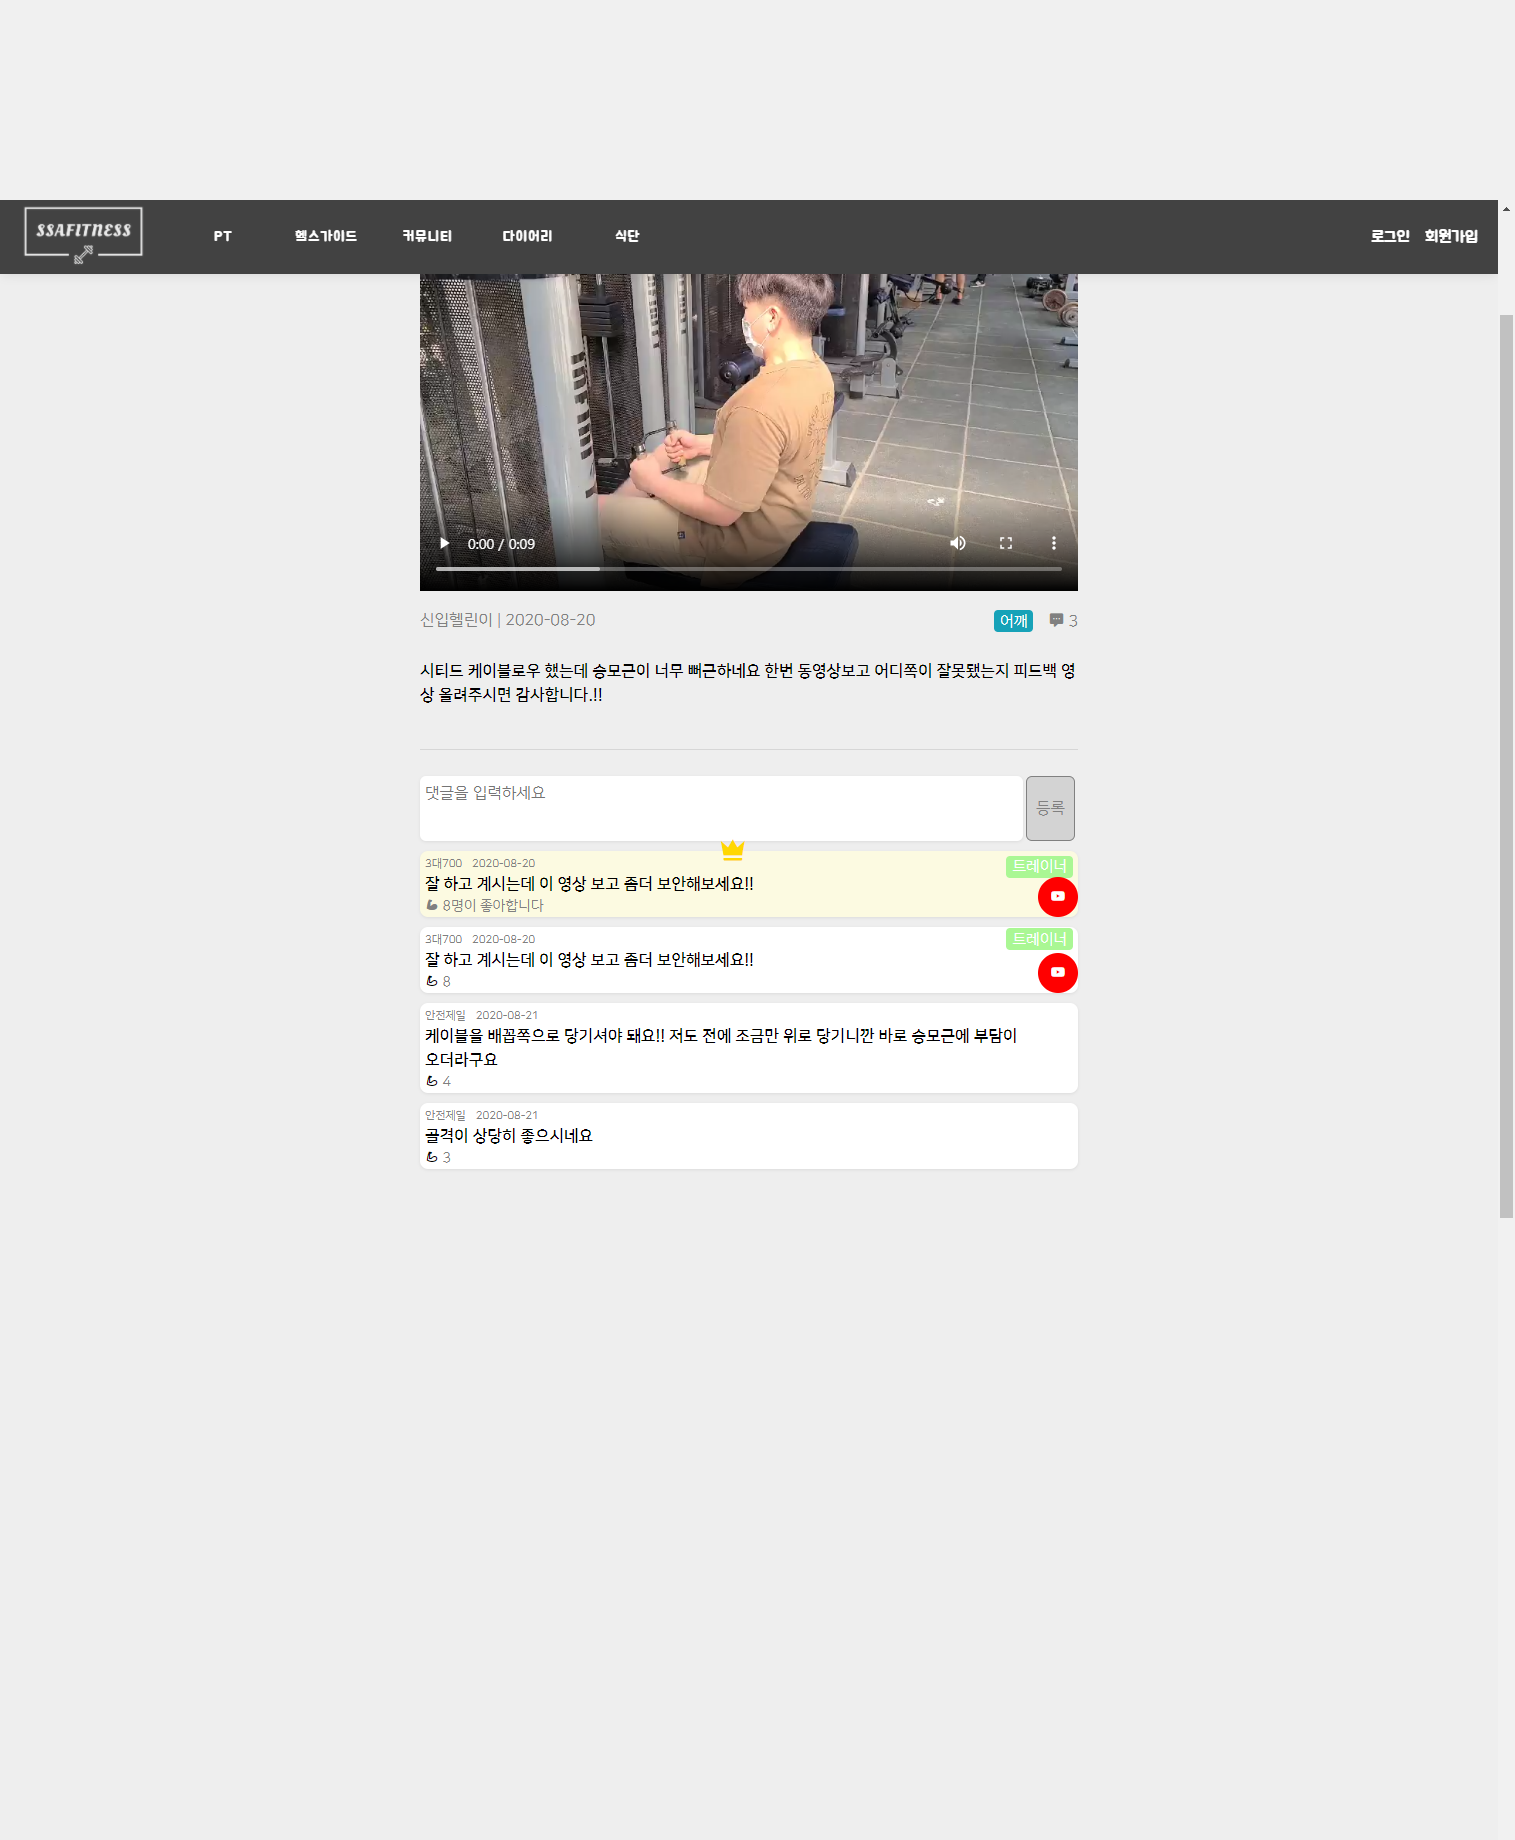 SSAFITNESS
PT 헬스가이드 커뮤니티 다이어리 식단 로그인 회원가입
0:00 / 0:09
신입헬린이 | 2020-08-20 어깨 3
시티드 케이블로우 했는데 승모근이 너무 뻐근하네요 한번 동영상보고 어디쪽이 잘못됐는지 피드백 영
상 올려주시면 감사합니다.!!
댓글을 입력하세요
등록
3대700 2020-08-20 트레이너
잘 하고 계시는데 이 영상 보고 좀더 보안해보세요!!
8명이 좋아합니다
3대700 2020-08-20 트레이너
잘 하고 계시는데 이 영상 보고 좀더 보안해보세요!!
8
안전제일 2020-08-21
케이블을 배꼽쪽으로 당기셔야 돼요!! 저도 전에 조금만 위로 당기니깐 바로 승모근에 부담이
오더라구요
4
안전제일 2020-08-21
골격이 상당히 좋으시네요
3